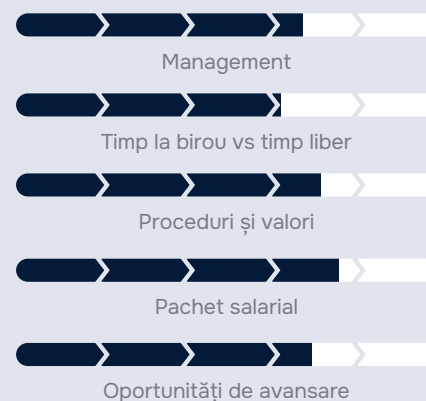 Management
Timp la birou vs timp liber
Proceduri și valori
Pachet salarial
Oportunități de avansare